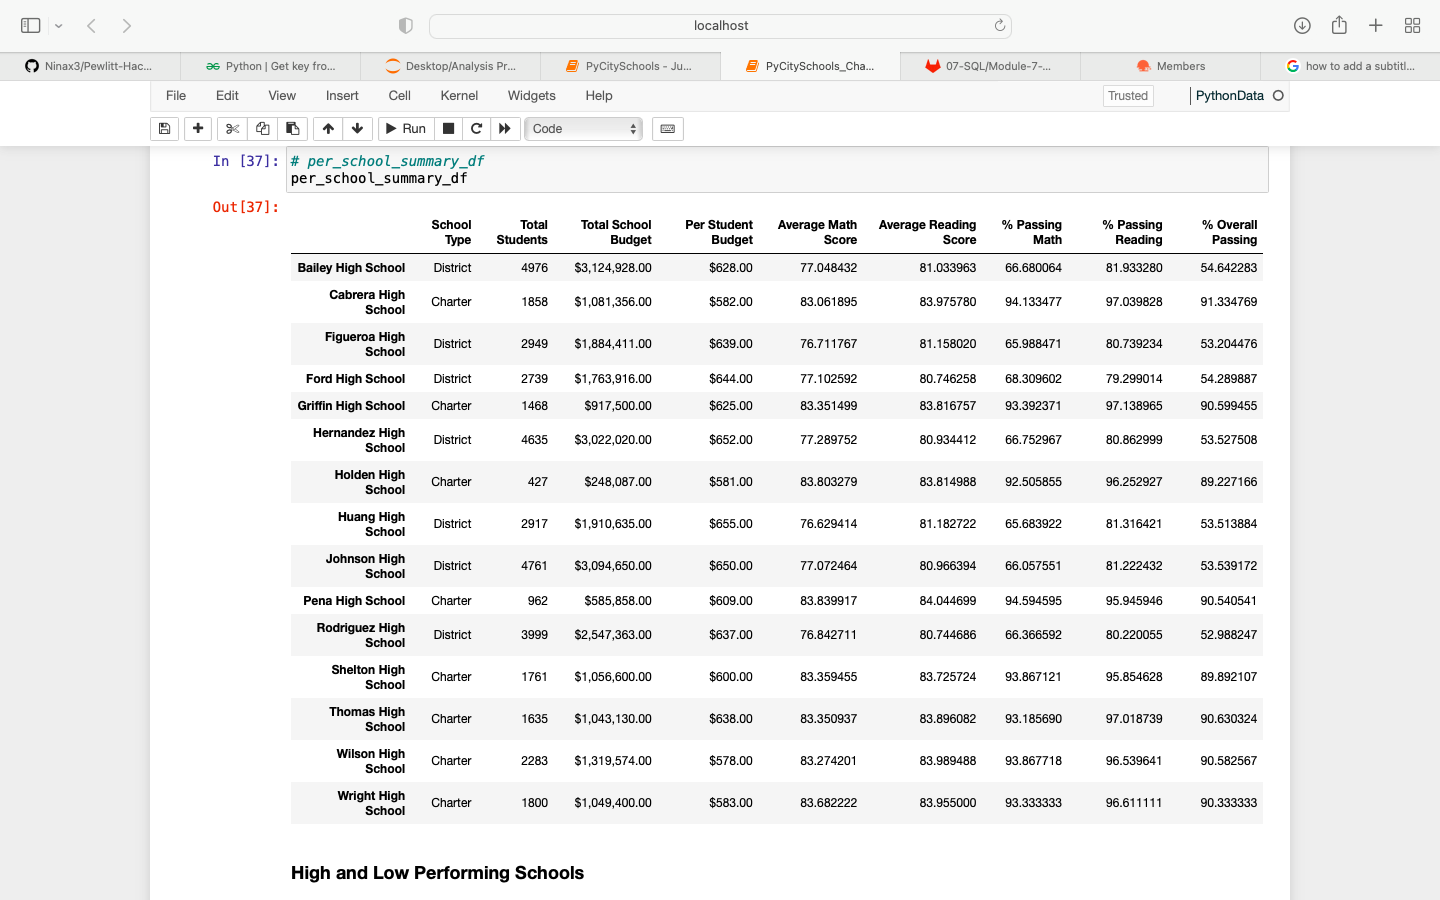 localhost
Ninax3/Pewlitt-Hac...
Python | Get key fro...
Desktop/Analysis Pr...
PyCitySchools - Ju...
PyCitySchools_Cha...
07-SQL/Module-7-...
Members
how to add a subtitl...
File Edit View Insert Cell Kernel Widgets Help Trusted PythonData
Run Code
In [37]: # per_school_summary_df
per_school_summary_df
Out[37]:
School Type Total Students Total School Budget Per Student Budget Average Math Score Average Reading Score % Passing Math % Passing Reading % Overall Passing
Bailey High School District 4976 $3,124,928.00 $628.00 77.048432 81.033963 66.680064 81.933280 54.642283
Cabrera High School Charter 1858 $1,081,356.00 $582.00 83.061895 83.975780 94.133477 97.039828 91.334769
Figueroa High School District 2949 $1,884,411.00 $639.00 76.711767 81.158020 65.988471 80.739234 53.204476
Ford High School District 2739 $1,763,916.00 $644.00 77.102592 80.746258 68.309602 79.299014 54.289887
Griffin High School Charter 1468 $917,500.00 $625.00 83.351499 83.816757 93.392371 97.138965 90.599455
Hernandez High School District 4635 $3,022,020.00 $652.00 77.289752 80.934412 66.752967 80.862999 53.527508
Holden High School Charter 427 $248,087.00 $581.00 83.803279 83.814988 92.505855 96.252927 89.227166
Huang High School District 2917 $1,910,635.00 $655.00 76.629414 81.182722 65.683922 81.316421 53.513884
Johnson High School District 4761 $3,094,650.00 $650.00 77.072464 80.966394 66.057551 81.222432 53.539172
Pena High School Charter 962 $585,858.00 $609.00 83.839917 84.044699 94.594595 95.945946 90.540541
Rodriguez High School District 3999 $2,547,363.00 $637.00 76.842711 80.744686 66.366592 80.220055 52.988247
Shelton High School Charter 1761 $1,056,600.00 $600.00 83.359455 83.725724 93.867121 95.854628 89.892107
Thomas High School Charter 1635 $1,043,130.00 $638.00 83.350937 83.896082 93.185690 97.018739 90.630324
Wilson High School Charter 2283 $1,319,574.00 $578.00 83.274201 83.989488 93.867718 96.539641 90.582567
Wright High School Charter 1800 $1,049,400.00 $583.00 83.682222 83.955000 93.333333 96.611111 90.333333
High and Low Performing Schools